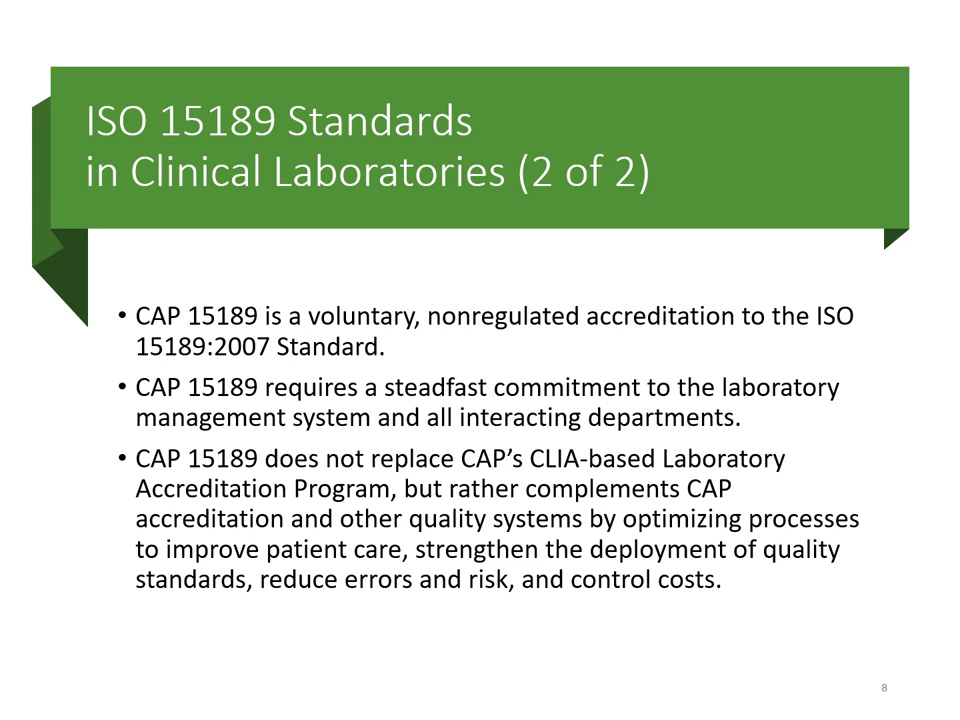 ISO 15189 Standards
in Clinical Laboratories (2 of 2)
• CAP 15189 is a voluntary, nonregulated accreditation to the ISO
15189:2007 Standard.
• CAP 15189 requires a steadfast commitment to the laboratory
management system and all interacting departments.
• CAP 15189 does not replace CAP’s CLIA-based Laboratory
Accreditation Program, but rather complements CAP
accreditation and other quality systems by optimizing processes
to improve patient care, strengthen the deployment of quality
standards, reduce errors and risk, and control costs.
8